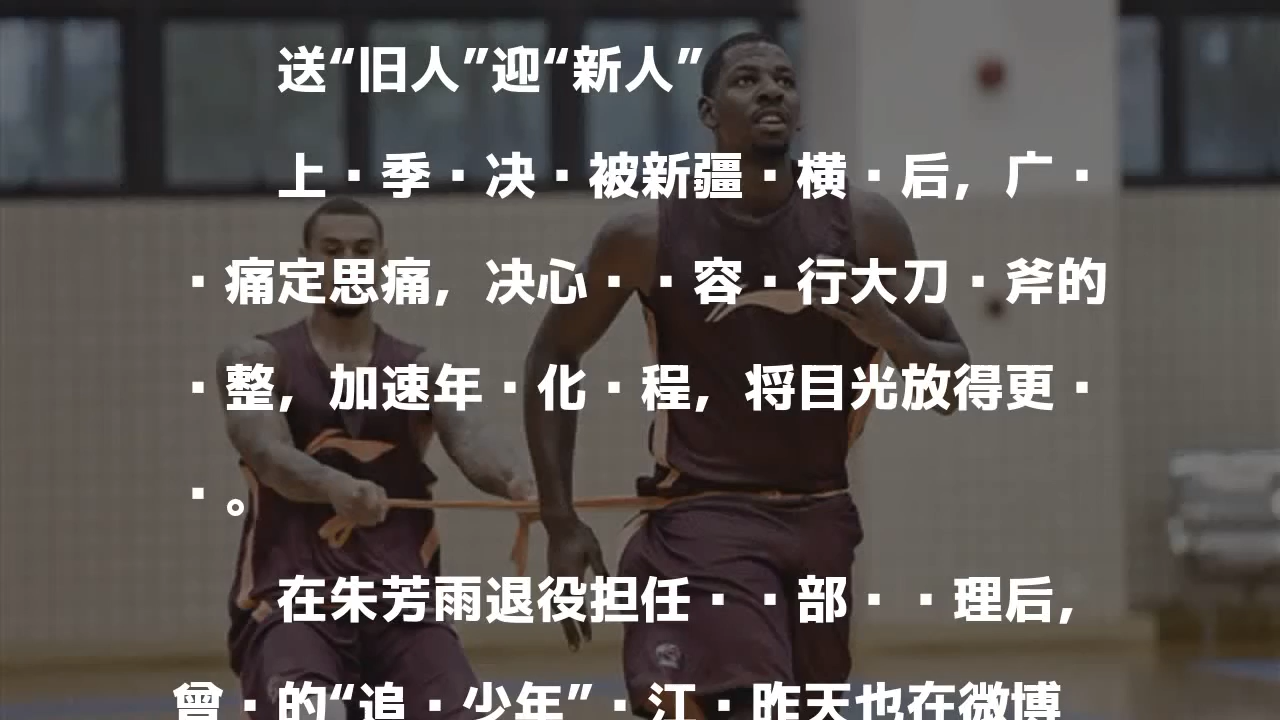 送“旧人”迎“新人”
上·季·决·被新疆·横·后，广·
·痛定思痛，决心··容·行大刀·斧的
·整，加速年·化·程，将目光放得更·
·。
在朱芳雨退役担任··部··理后，
曾·的“追·少年”·江·昨天也在微博